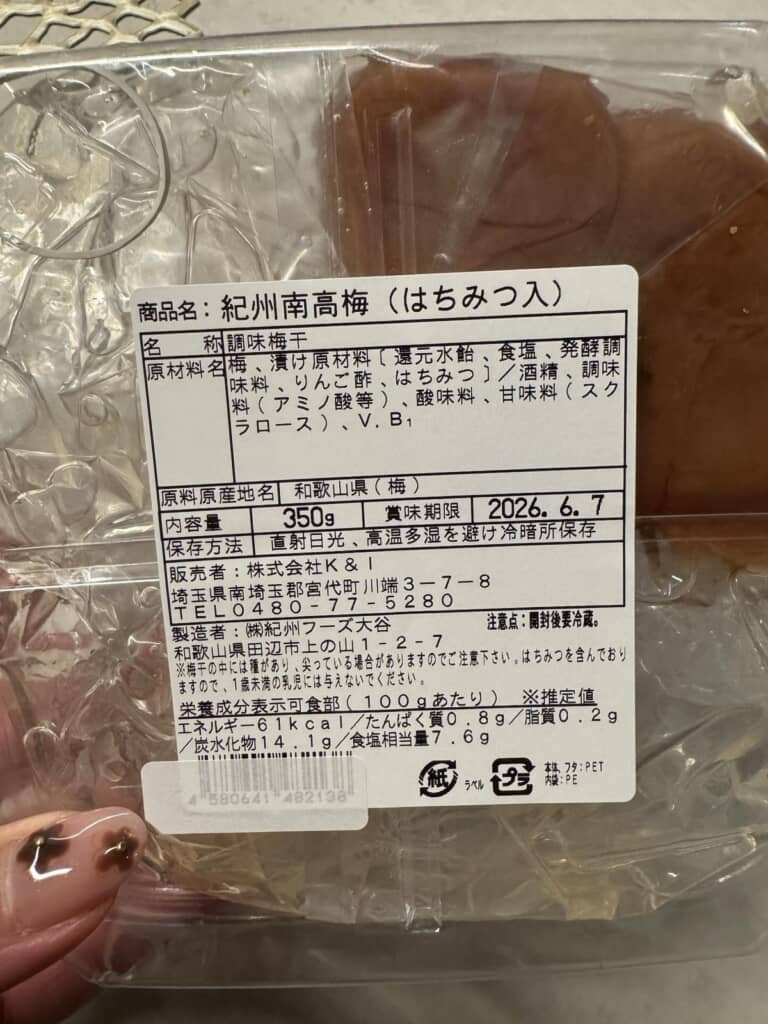 商品名：紀州南高梅（はちみつ入）
名　　称 調味梅干
原材料名 梅、漬け原材料［還元水飴、食塩、発酵調
味料、りんご酢、はちみつ］／酒精、調味
料（アミノ酸等）、酸味料、甘味料（スク
ラロース）、V.B₁
原料原産地名 和歌山県（梅）
内容量 350g 賞味期限 2026.6.7
保存方法 直射日光、高温多湿を避け冷暗所保存
販売者：株式会社K＆I
埼玉県南埼玉郡宮代町川端3－7－8
TEL0480－77－5280
製造者：㈱紀州フーズ大谷 注意点：開封後要冷蔵。
和歌山県田辺市上の山1－2－7
※梅干の中には種があり、尖っている場合がありますのでご注意下さい。はちみつを含んでおり
ますので、1歳未満の乳児には与えないでください。
栄養成分表示可食部（100gあたり）　※推定値
エネルギー61kcal／たんぱく質0.8g／脂質0.2g
／炭水化物14.1g／食塩相当量7.6g
紙 ラベル プラ 本体、フタ：PET
内袋：PE
4 580641 482138